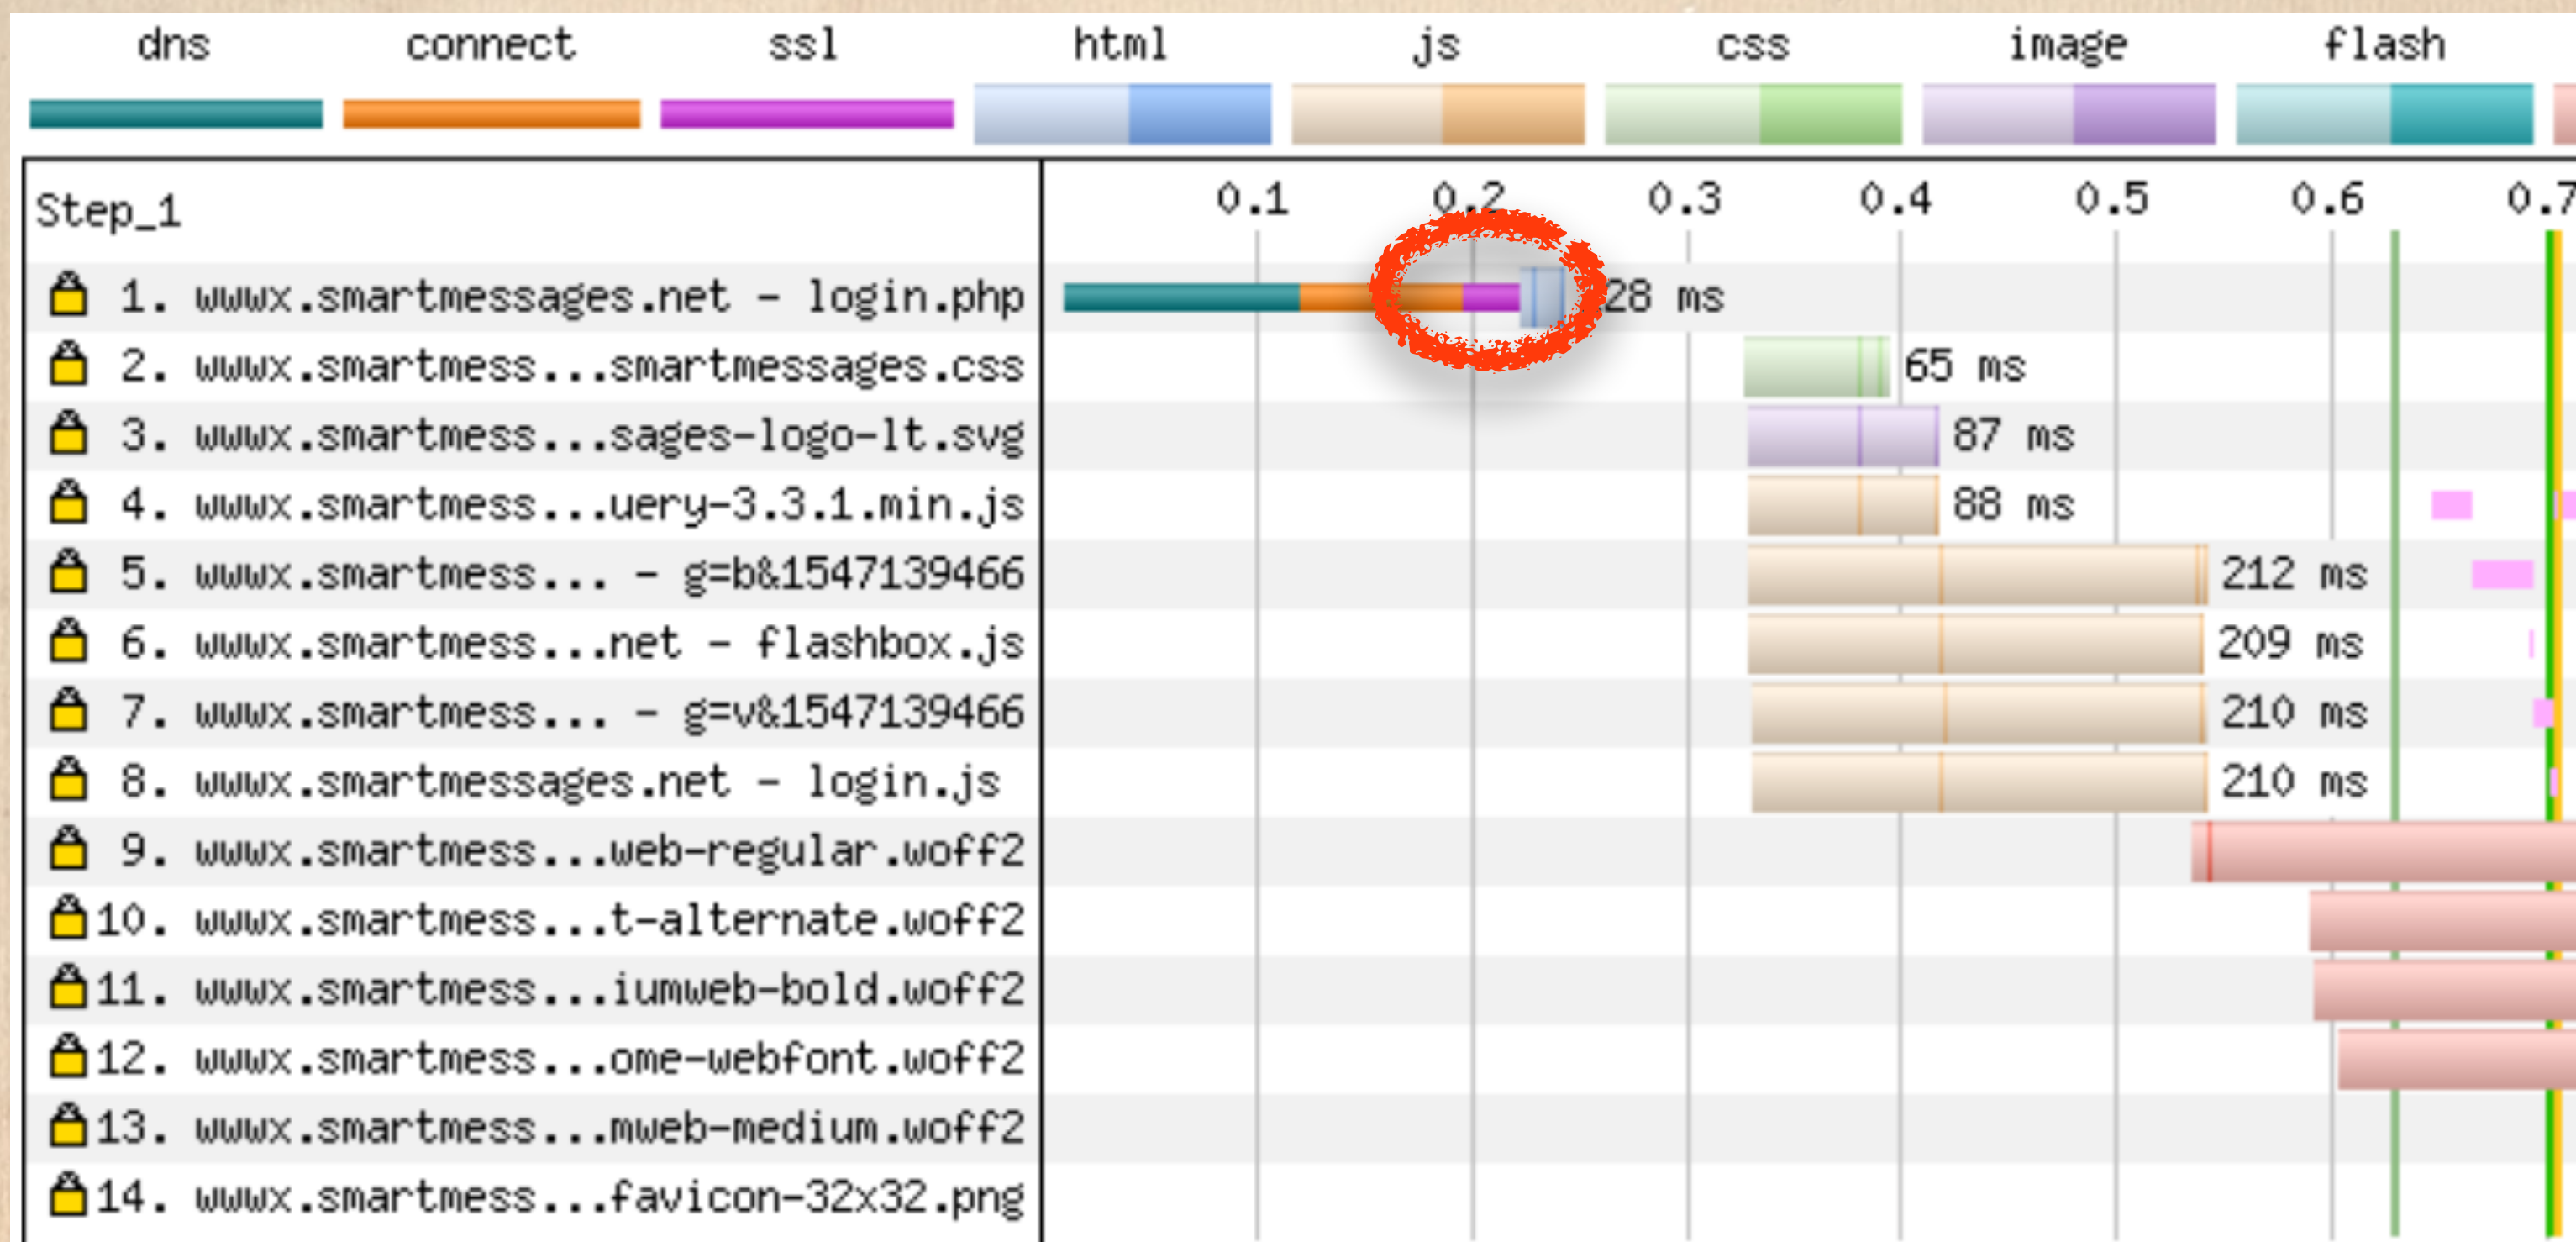 dns connect ssl html js css image flash
Step_1 0.1 0.2 0.3 0.4 0.5 0.6 0.7
1. wwwx.smartmessages.net - login.php 28 ms
2. wwwx.smartmess...smartmessages.css 65 ms
3. wwwx.smartmess...sages-logo-lt.svg 87 ms
4. wwwx.smartmess...uery-3.3.1.min.js 88 ms
5. wwwx.smartmess... - g=b&1547139466 212 ms
6. wwwx.smartmess...net - flashbox.js 209 ms
7. wwwx.smartmess... - g=v&1547139466 210 ms
8. wwwx.smartmessages.net - login.js 210 ms
9. wwwx.smartmess...web-regular.woff2
10. wwwx.smartmess...t-alternate.woff2
11. wwwx.smartmess...iumweb-bold.woff2
12. wwwx.smartmess...ome-webfont.woff2
13. wwwx.smartmess...mweb-medium.woff2
14. wwwx.smartmess...favicon-32x32.png